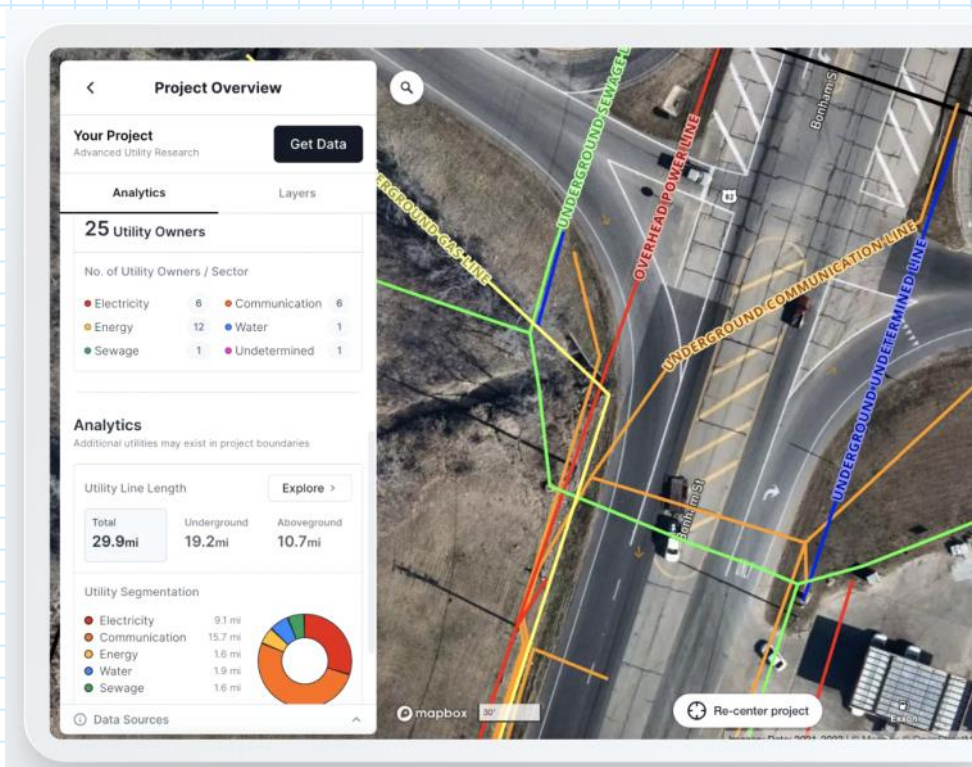 Project Overview
Your Project
Advanced Utility Research
Get Data
Analytics
Layers
25 Utility Owners
No. of Utility Owners / Sector
Electricity 6
Communication 6
Energy 12
Water 1
Sewage 1
Undetermined 1
Analytics
Additional utilities may exist in project boundaries
Utility Line Length
Explore >
Total
29.9mi
Underground
19.2mi
Aboveground
10.7mi
Utility Segmentation
Electricity 9.1 mi
Communication 15.7 mi
Energy 1.6 mi
Water 1.9 mi
Sewage 1.6 mi
Data Sources
ERGROUND GAS LINE
UNDERGROUND SEWAGE L
OVERHEAD POWER LINE
UNDERGROUND COMMUNICATION LINE
UNDERGROUND UNDETERMINED LINE
Bonham S
82
Bonham St
mapbox
30'
Re-center project
Exxon